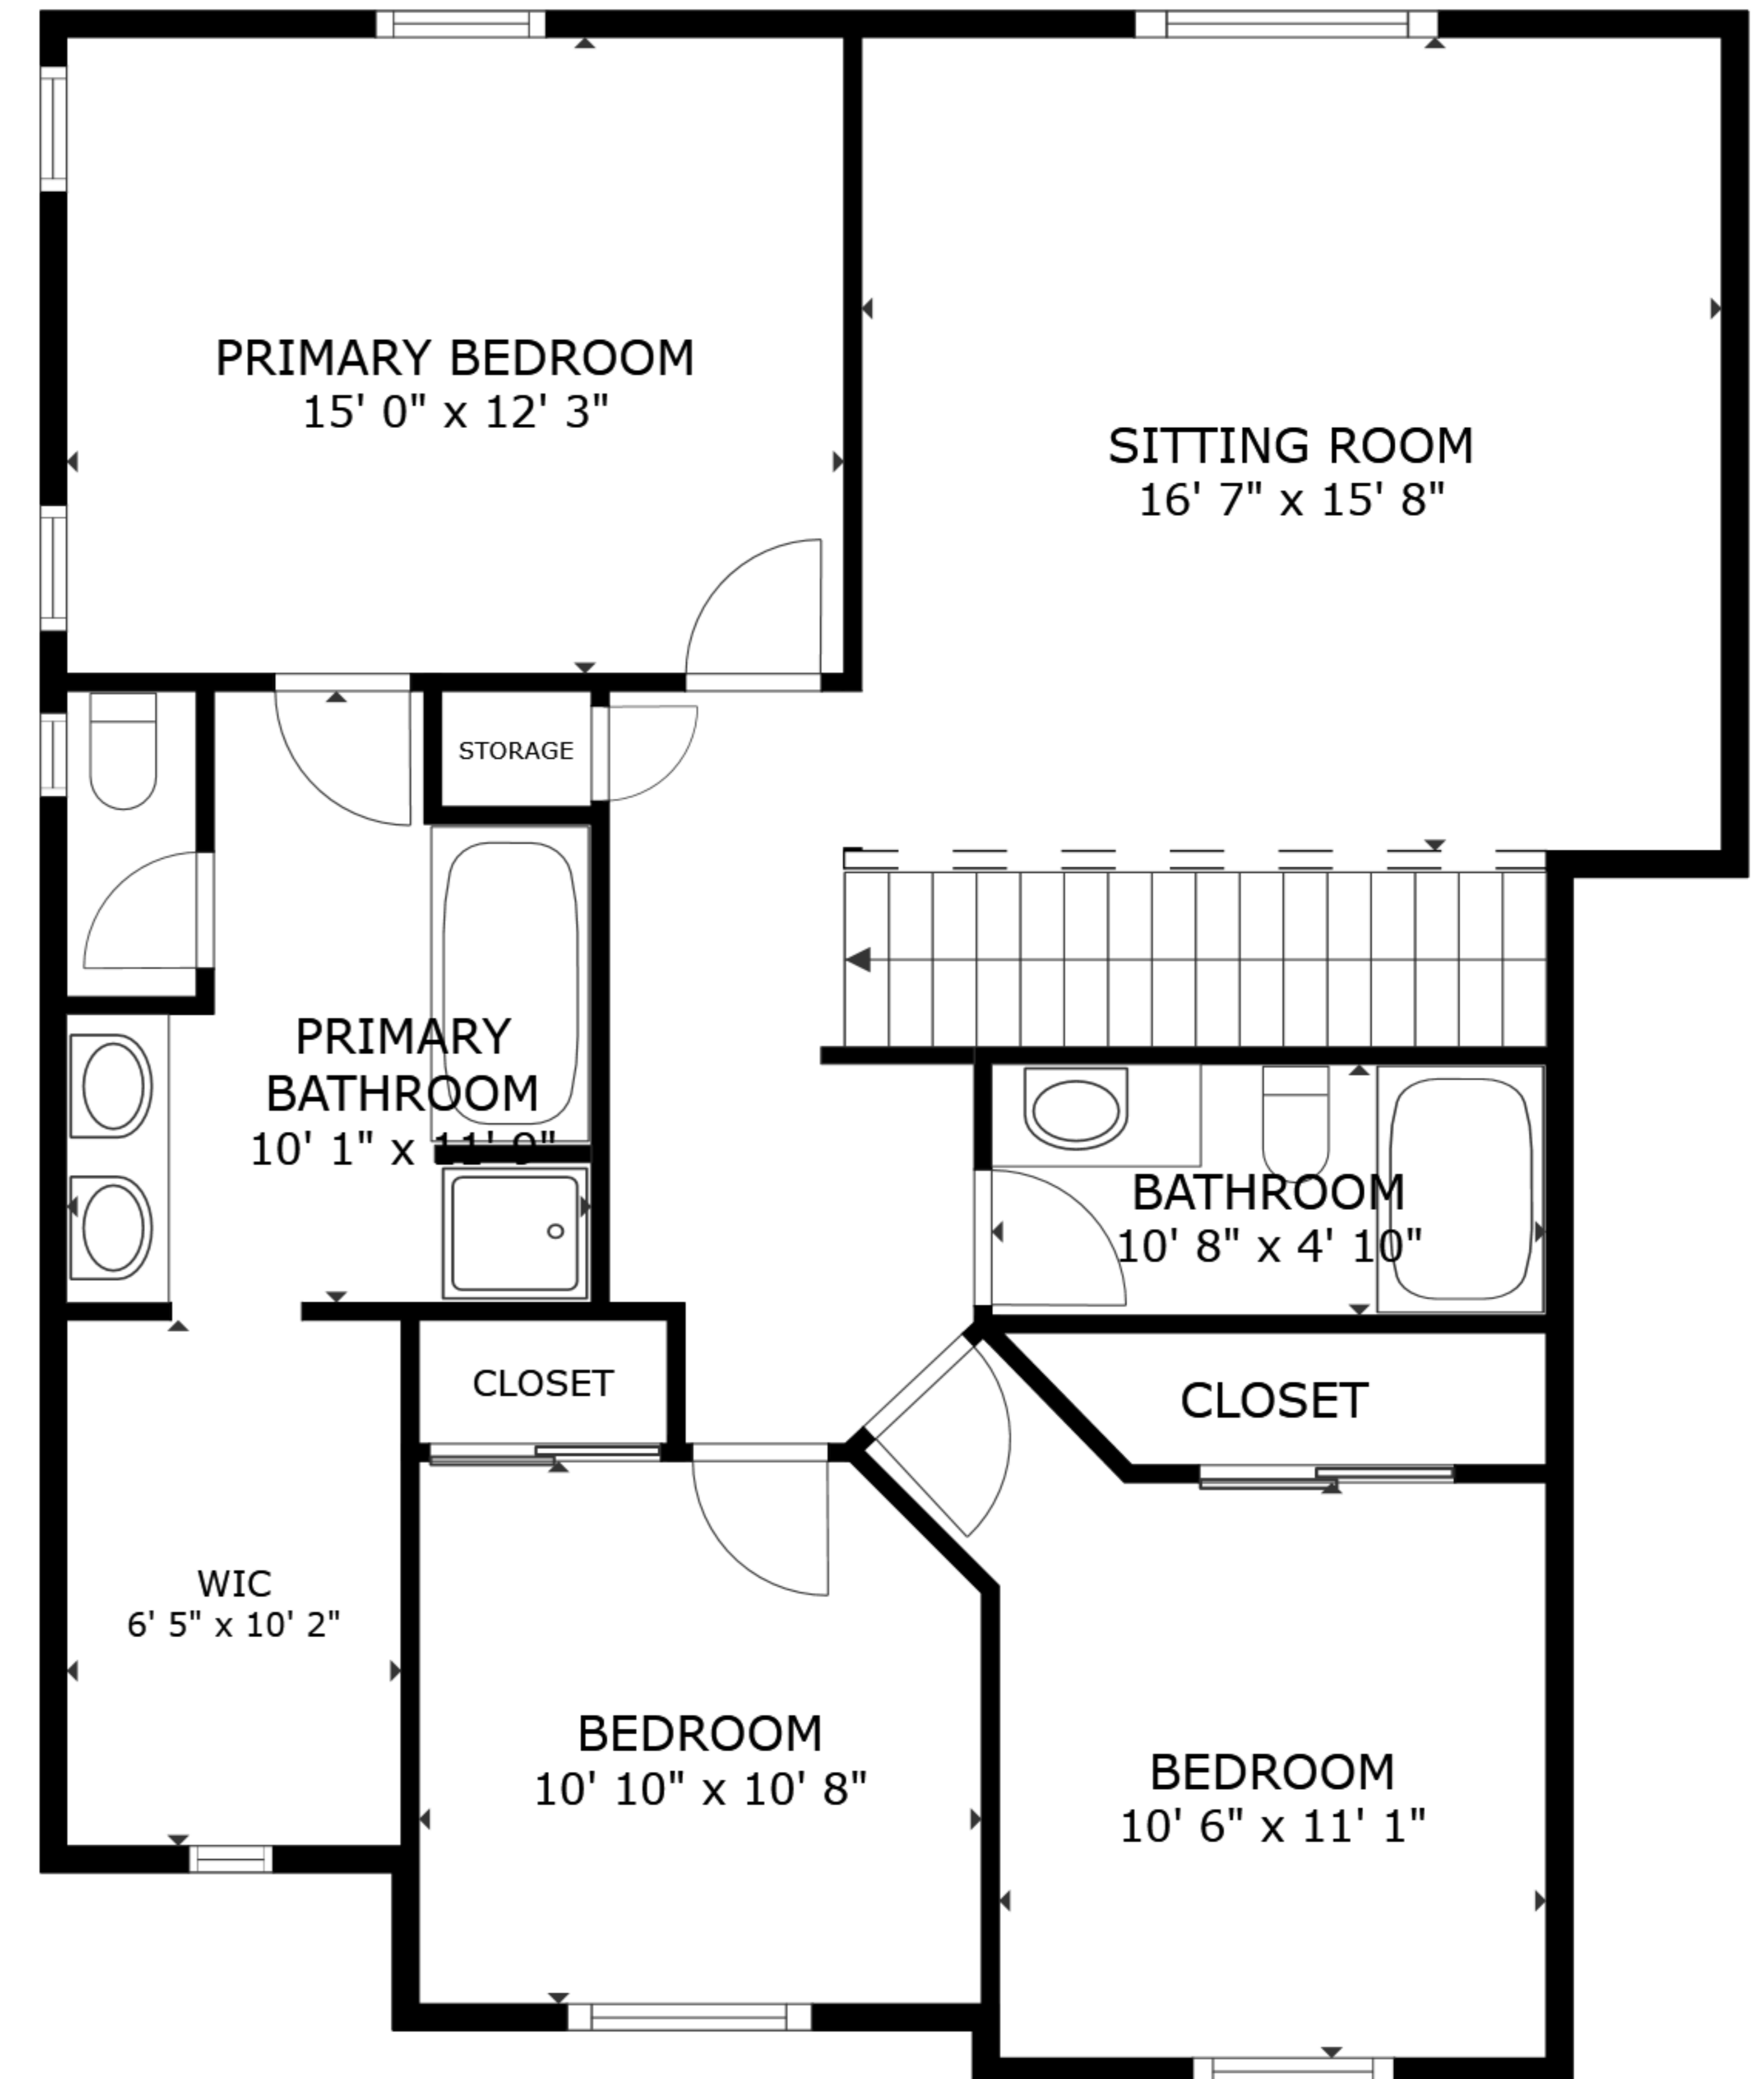 PRIMARY BEDROOM
15' 0" x 12' 3"
SITTING ROOM
16' 7" x 15' 8"
STORAGE
PRIMARY
BATHROOM
10' 1" x 11' 9"
BATHROOM
10' 8" x 4' 10"
CLOSET
CLOSET
WIC
6' 5" x 10' 2"
BEDROOM
10' 10" x 10' 8"
BEDROOM
10' 6" x 11' 1"